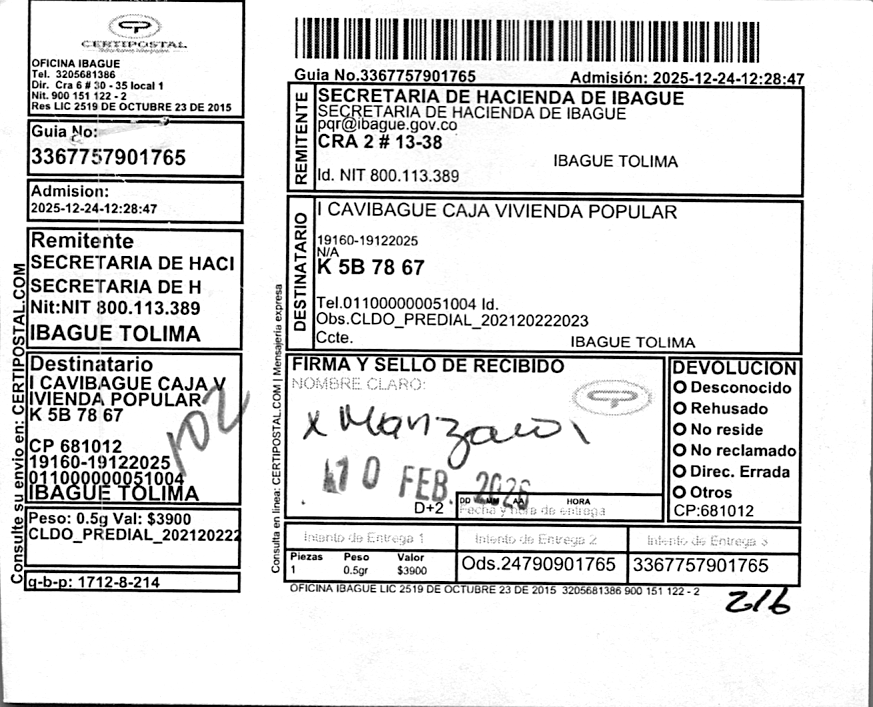 CERTIPOSTAL
OFICINA IBAGUE
Tel. 3205681386
Dir. Cra 6 # 30 - 35 local 1
Nit. 900 151 122 - 2
Res LIC 2519 DE OCTUBRE 23 DE 2015
Guia No:
3367757901765
Admision:
2025-12-24-12:28:47
Remitente
SECRETARIA DE HACI
SECRETARIA DE H
Nit:NIT 800.113.389
IBAGUE TOLIMA
Destinatario
I CAVIBAGUE CAJA V
IVIENDA POPULAR
K 5B 78 67
102
CP 681012
19160-19122025
011000000051004
IBAGUE TOLIMA
Peso: 0.5g Val: $3900
CLDO_PREDIAL_202120222
g-b-p: 1712-8-214
Consulte su envio en: CERTIPOSTAL.COM
Guia No.3367757901765 Admisión: 2025-12-24-12:28:47
REMITENTE
SECRETARIA DE HACIENDA DE IBAGUE
SECRETARIA DE HACIENDA DE IBAGUE
pqr@ibague.gov.co
CRA 2 # 13-38
IBAGUE TOLIMA
Id. NIT 800.113.389
DESTINATARIO
I CAVIBAGUE CAJA VIVIENDA POPULAR
19160-19122025
N/A
K 5B 78 67
Tel.011000000051004 Id.
Obs.CLDO_PREDIAL_202120222023
Ccte. IBAGUE TOLIMA
Consulta en linea: CERTIPOSTAL.COM | Mensajería expresa
FIRMA Y SELLO DE RECIBIDO
NOMBRE CLARO:
x
10 FEB. 2026
D+2
DD MM AA HORA
Fecha y hora de entrega
DEVOLUCION
Desconocido
Rehusado
No reside
No reclamado
Direc. Errada
Otros
CP:681012
Intento de Entrega 1 Intento de Entrega 2 Intento de Entrega 3
Piezas Peso Valor
1 0.5gr $3900
Ods.24790901765 3367757901765
OFICINA IBAGUE LIC 2519 DE OCTUBRE 23 DE 2015 3205681386 900 151 122 - 2
216